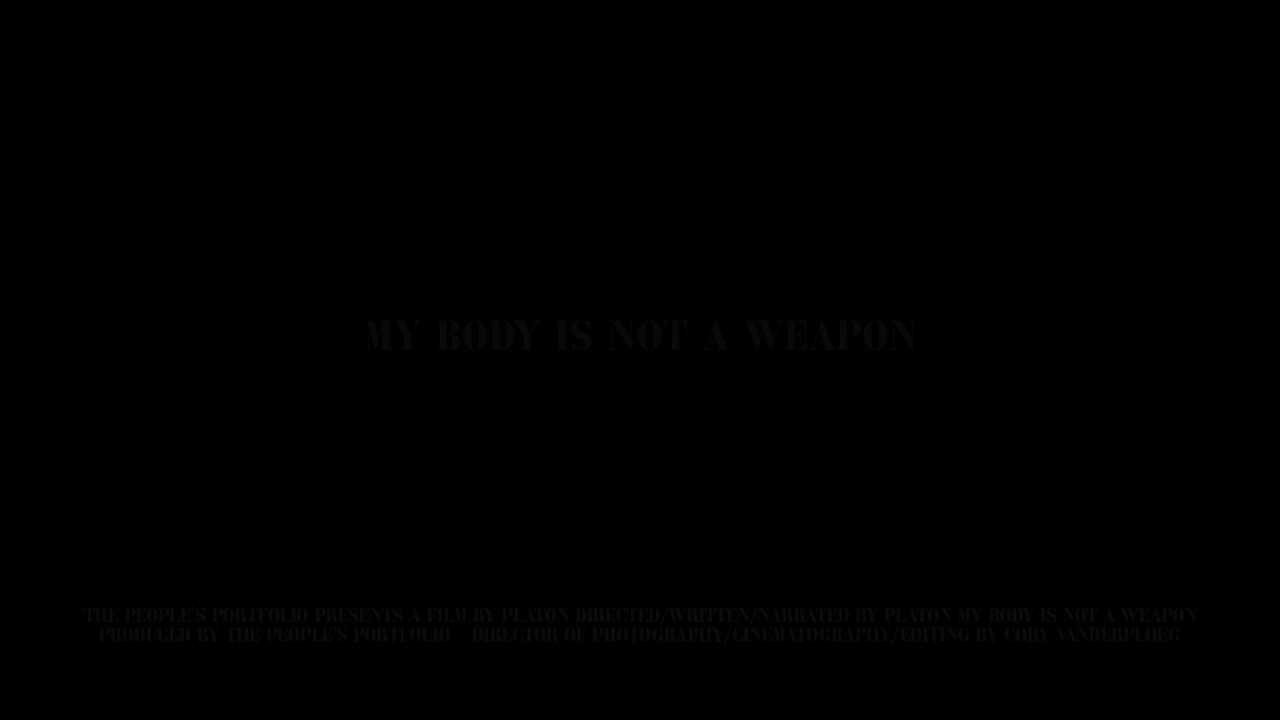 MY BODY IS NOT A WEAPON
THE PEOPLE'S PORTFOLIO PRESENTS A FILM BY PLATON DIRECTED/WRITTEN/NARRATED BY PLATON MY BODY IS NOT A WEAPON
PRODUCED BY THE PEOPLE'S PORTFOLIO DIRECTOR OF PHOTOGRAPHY/CINEMATOGRAPHY/EDITING BY CORY VANDERPLOEG